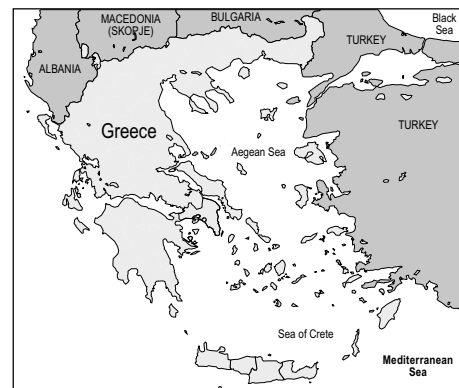 MACEDONIA
(SKOPJE)
BULGARIA
Black
Sea
TURKEY
ALBANIA
Greece
TURKEY
Aegean Sea
Sea of Crete
Mediterranean
Sea